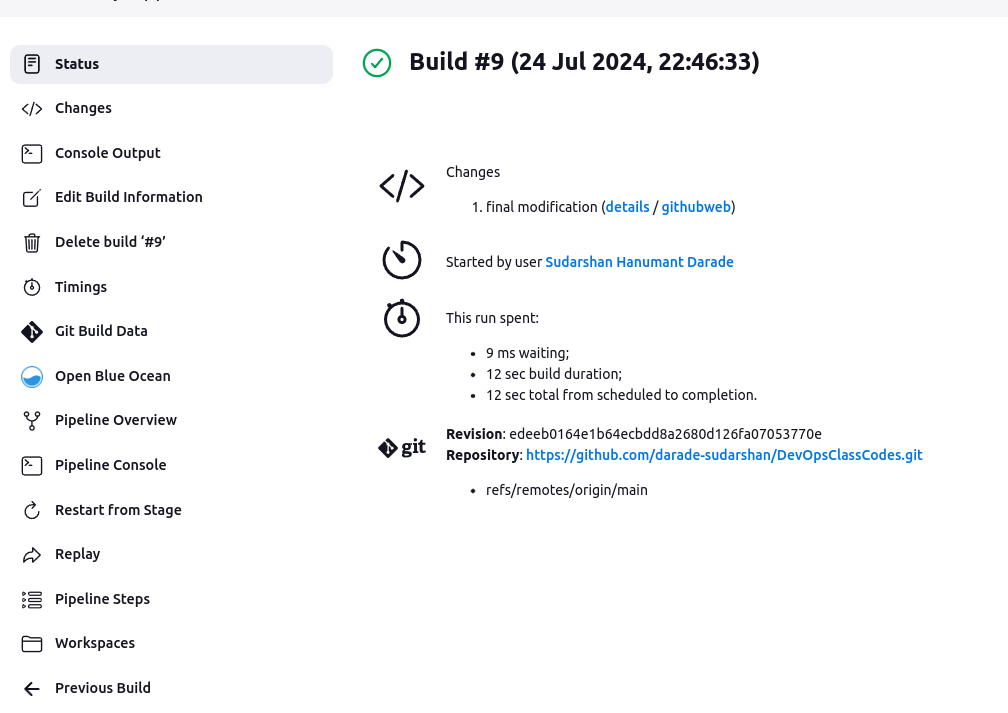 Status
Changes
Console Output
Edit Build Information
Delete build ‘#9’
Timings
Git Build Data
Open Blue Ocean
Pipeline Overview
Pipeline Console
Restart from Stage
Replay
Pipeline Steps
Workspaces
Previous Build
Build #9 (24 Jul 2024, 22:46:33)
Changes
1. final modification (details / githubweb)
Started by user Sudarshan Hanumant Darade
This run spent:
• 9 ms waiting;
• 12 sec build duration;
• 12 sec total from scheduled to completion.
git
Revision: edeeb0164e1b64ecbdd8a2680d126fa07053770e
Repository: https://github.com/darade-sudarshan/DevOpsClassCodes.git
• refs/remotes/origin/main